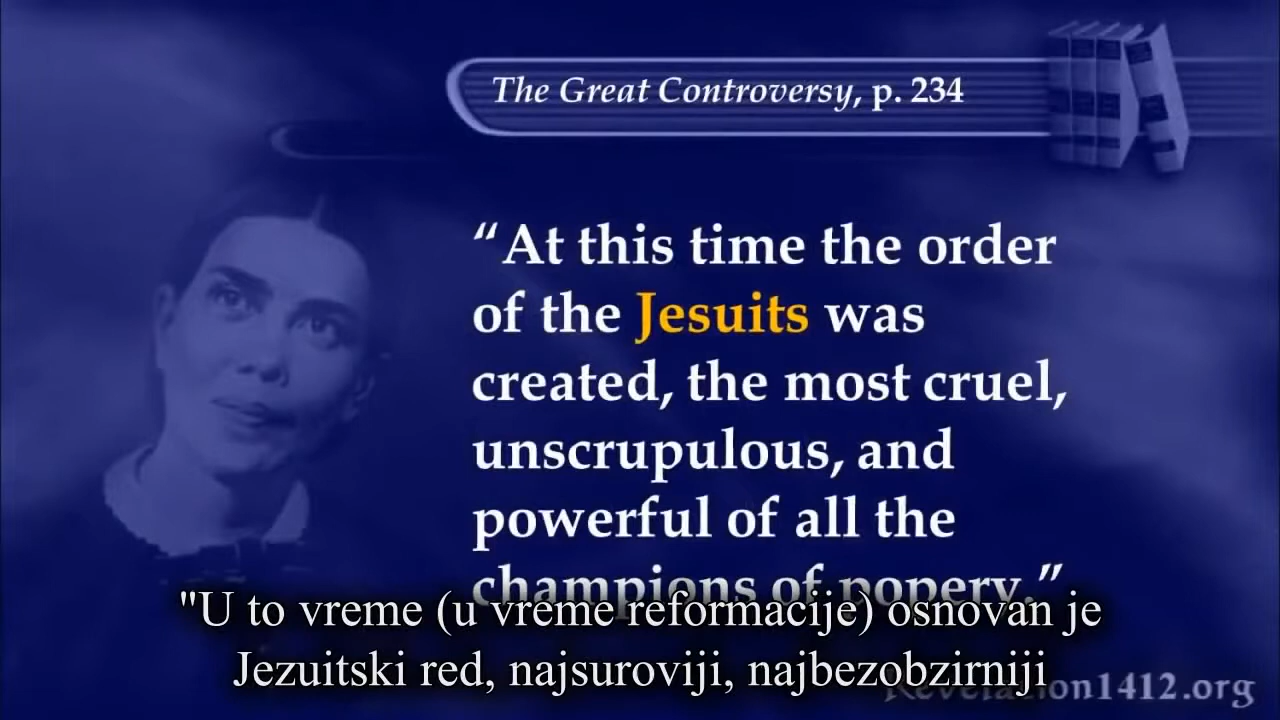 The Great Controversy, p. 234
“At this time the order
of the Jesuits was
created, the most cruel,
unscrupulous, and
powerful of all the
champions of popery.”
"U to vreme (u vreme reformacije) osnovan je
Jezuitski red, najsuroviji, najbezobzirniji
Revelation1412.org